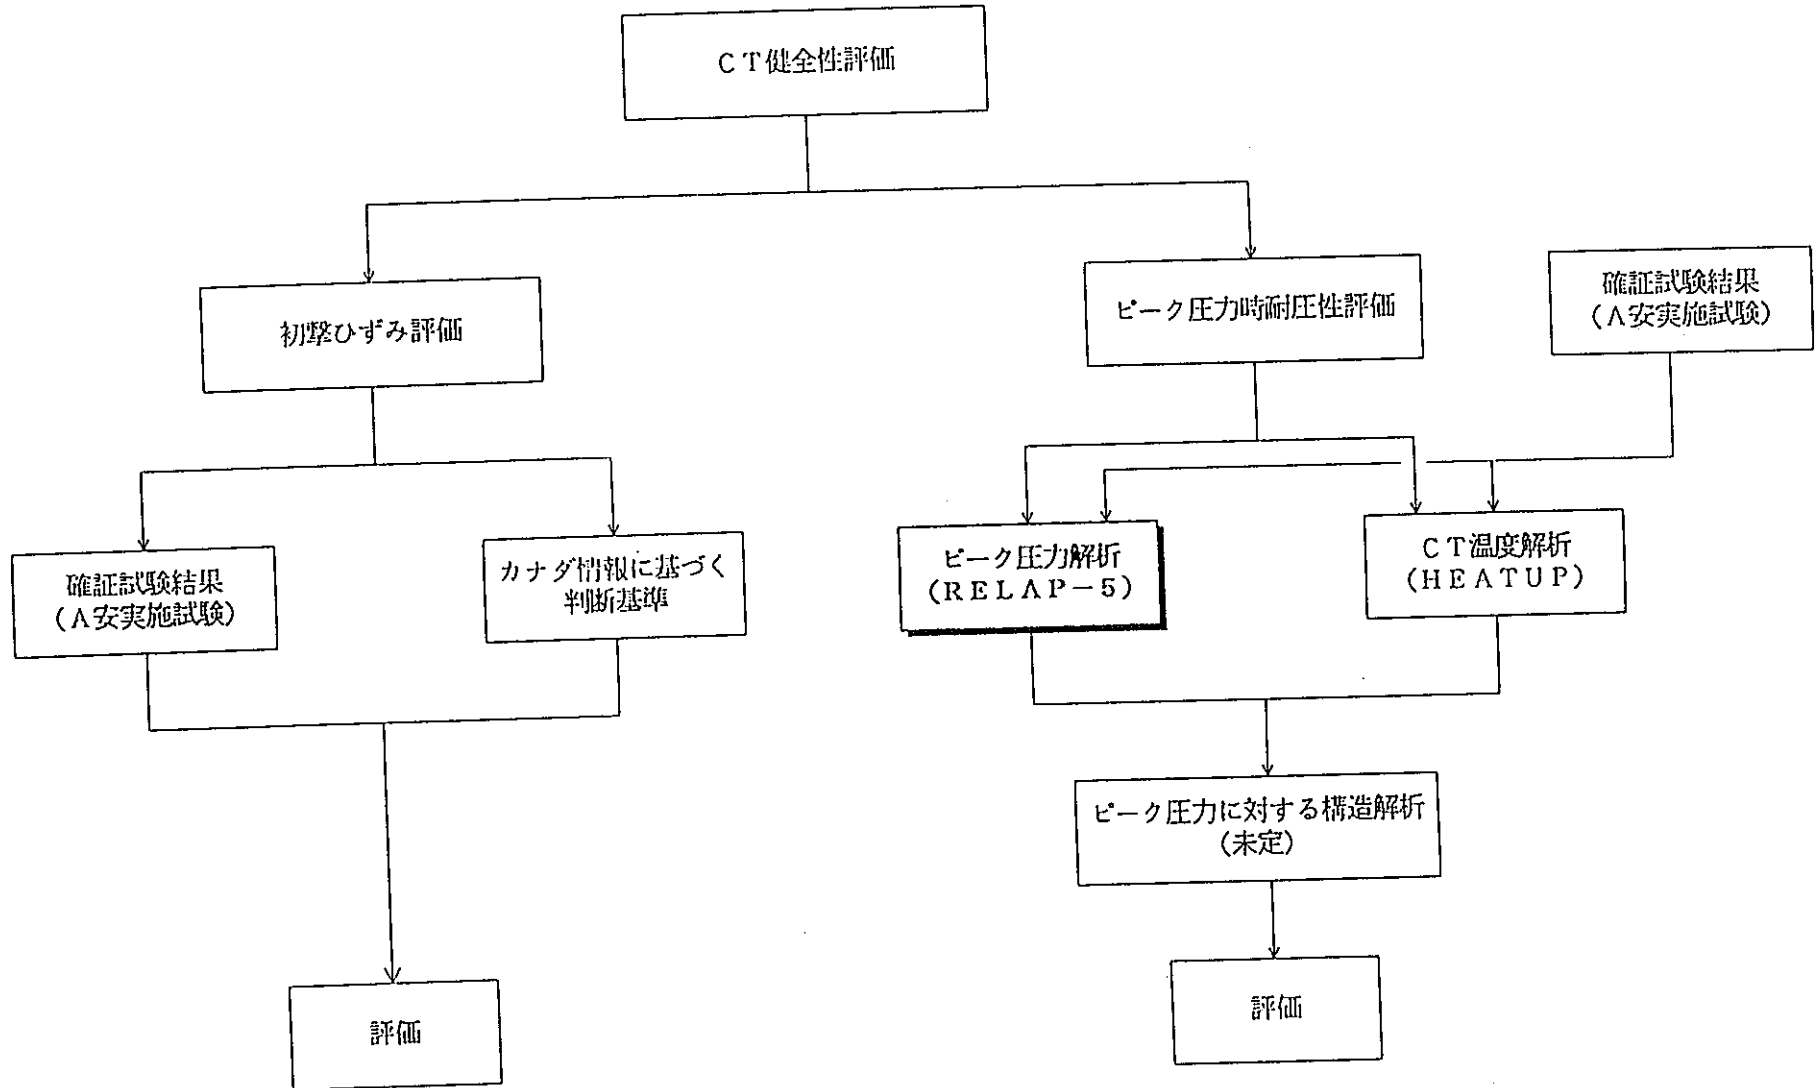 CT健全性評価
初撃ひずみ評価
ピーク圧力時耐圧性評価
確証試験結果
(A安実施試験)
確証試験結果
(A安実施試験)
カナダ情報に基づく
判断基準
ピーク圧力解析
(RELAP-5)
CT温度解析
(HEATUP)
ピーク圧力に対する構造解析
(未定)
評価
評価